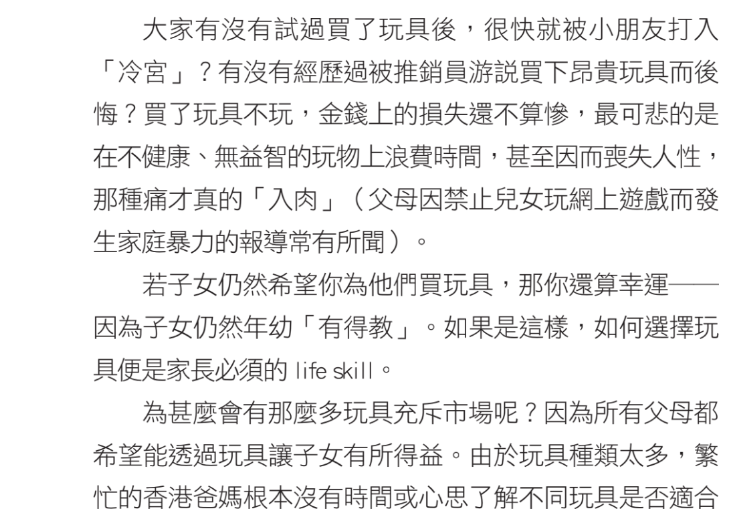 大家有沒有試過買了玩具後，很快就被小朋友打入
「冷宮」？有沒有經歷過被推銷員游説買下昂貴玩具而後
悔？買了玩具不玩，金錢上的損失還不算慘，最可悲的是
在不健康、無益智的玩物上浪費時間，甚至因而喪失人性，
那種痛才真的「入肉」（父母因禁止兒女玩網上遊戲而發
生家庭暴力的報導常有所聞）。
若子女仍然希望你為他們買玩具，那你還算幸運——
因為子女仍然年幼「有得教」。如果是這樣，如何選擇玩
具便是家長必須的 life skill。
為甚麼會有那麼多玩具充斥市場呢？因為所有父母都
希望能透過玩具讓子女有所得益。由於玩具種類太多，繁
忙的香港爸媽根本沒有時間或心思了解不同玩具是否適合